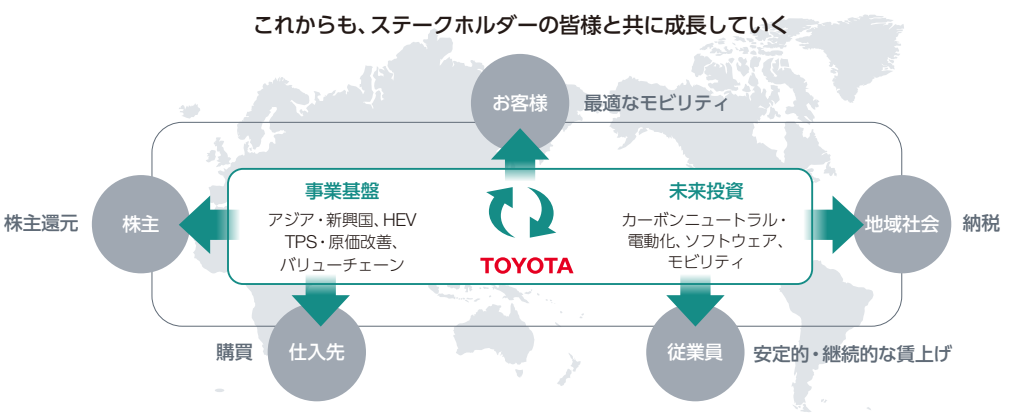 これからも、ステークホルダーの皆様と共に成長していく
お客様
最適なモビリティ
事業基盤
アジア・新興国、HEV
TPS・原価改善、
バリューチェーン
TOYOTA
未来投資
カーボンニュートラル・
電動化、ソフトウェア、
モビリティ
株主還元
株主
地域社会
納税
購買
仕入先
従業員
安定的・継続的な賃上げ